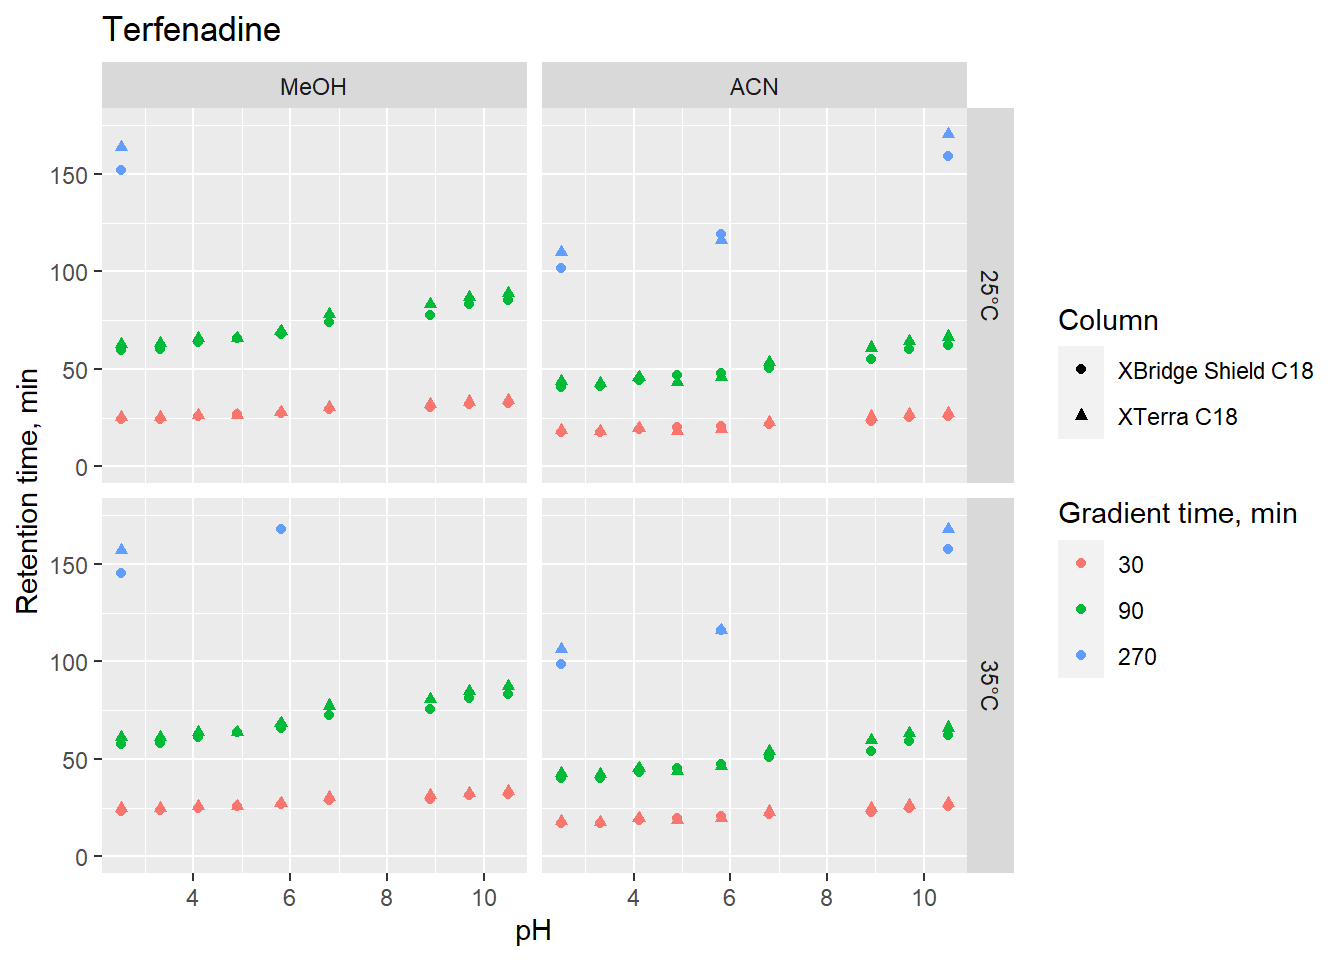 Terfenadine
MeOH
ACN
150
100
50
0
25°C
150
100
50
0
35°C
4
6
8
10
4
6
8
10
pH
Retention time, min
Column
XBridge Shield C18
XTerra C18
Gradient time, min
30
90
270